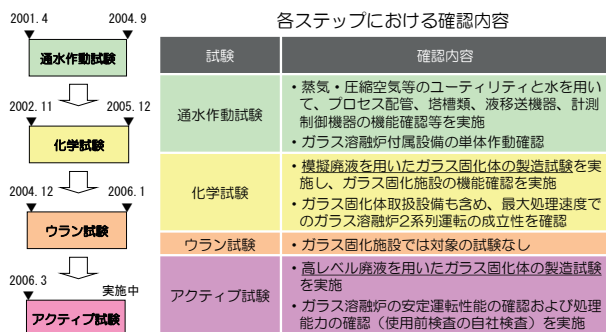 各ステップにおける確認内容
2001.4 2004.9
通水作動試験
2002.11 2005.12
化学試験
2004.12 2006.1
ウラン試験
2006.3 実施中
アクティブ試験
試験 確認内容
通水作動試験
・蒸気・圧縮空気等のユーティリティと水を用い
て、プロセス配管、塔槽類、液移送機器、計測
制御機器の機能確認等を実施
・ガラス溶融炉付属設備の単体作動確認
化学試験
・模擬廃液を用いたガラス固化体の製造試験を実
施し、ガラス固化施設の機能確認を実施
・ガラス固化体取扱設備も含め、最大処理速度で
のガラス溶融炉2系列運転の成立性を確認
ウラン試験
・ガラス固化施設では対象の試験なし
アクティブ試験
・高レベル廃液を用いたガラス固化体の製造試験
を実施
・ガラス溶融炉の安定運転性能の確認および処理
能力の確認（使用前検査の自社検査）を実施